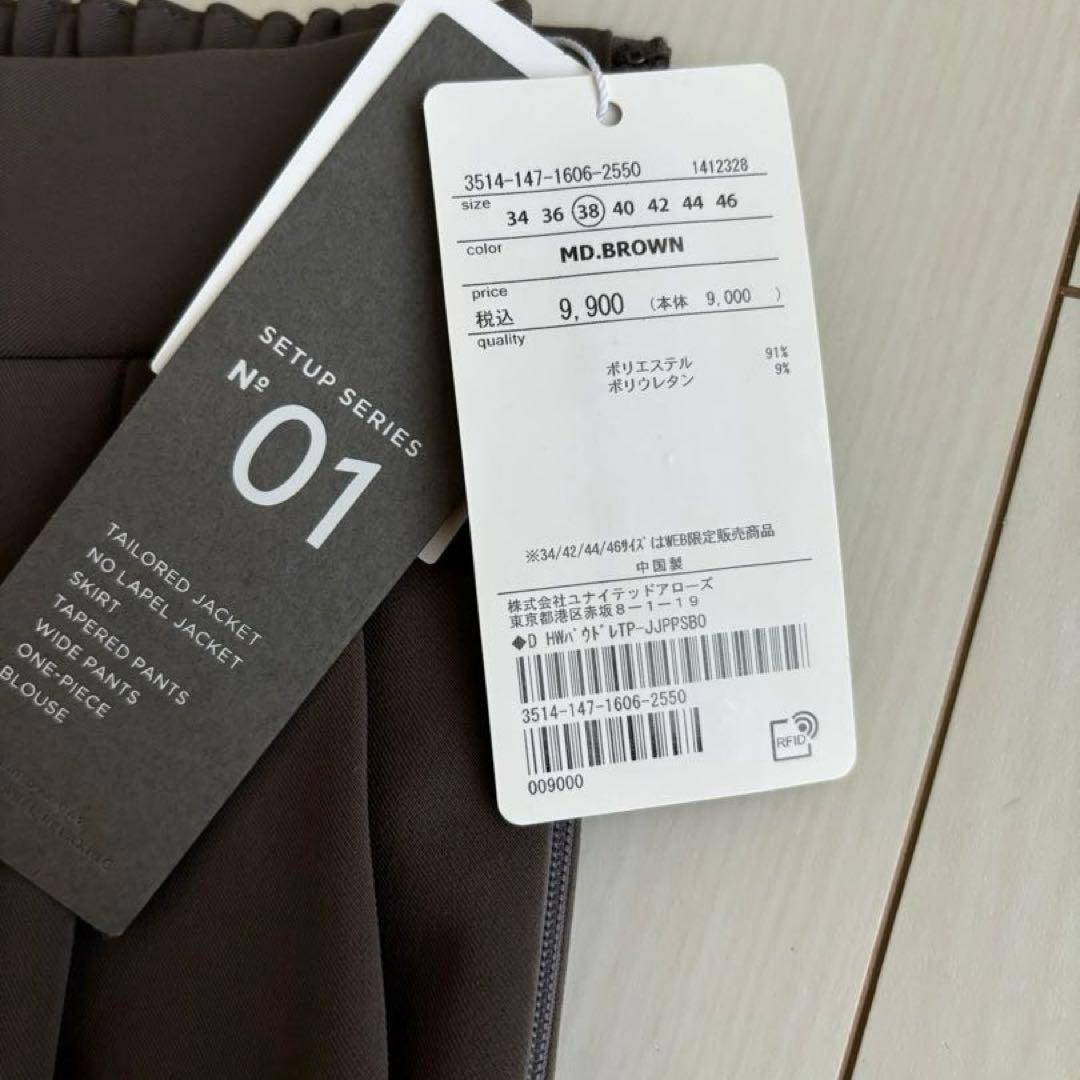 3514-147-1606-2550 1412328
size 34 36 38 40 42 44 46
color MD.BROWN
price
税込 9,900 (本体 9,000 )
quality
ポリエステル 91%
ポリウレタン 9%
※34/42/44/46ｻｲｽﾞはWEB限定販売商品
中国製
株式会社ユナイテッドアローズ
東京都港区赤坂8-1-19
◆D HWﾊﾟｳﾄﾞﾚTP-JJPPSBO
3514-147-1606-2550
009000
RFID
SETUP SERIES
Nº
01
TAILORED JACKET
NO LAPEL JACKET
SKIRT
TAPERED PANTS
WIDE PANTS
ONE-PIECE
BLOUSE